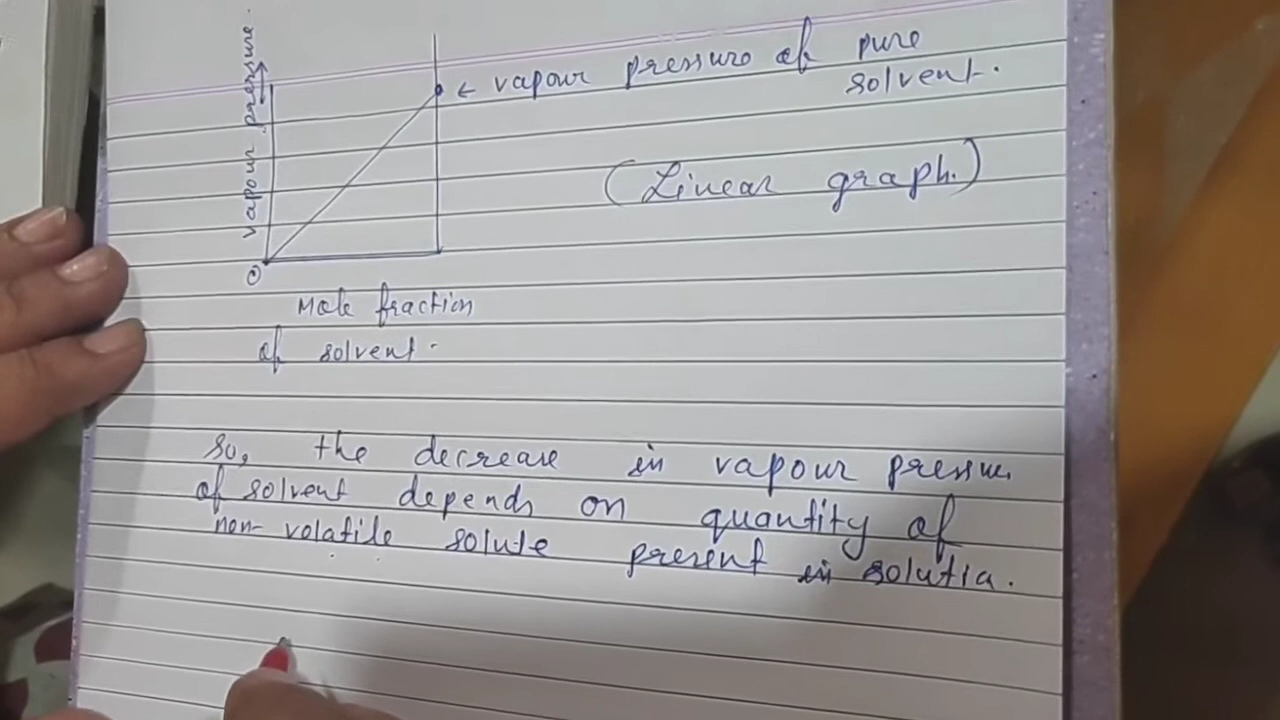 vapour pressure.
← vapour pressure of pure
solvent.
(Linear graph.)
O
Mole fraction
of solvent.
so, the decrease in vapour pressure
of solvent depends on quantity of
non-volatile solute present in solutia.